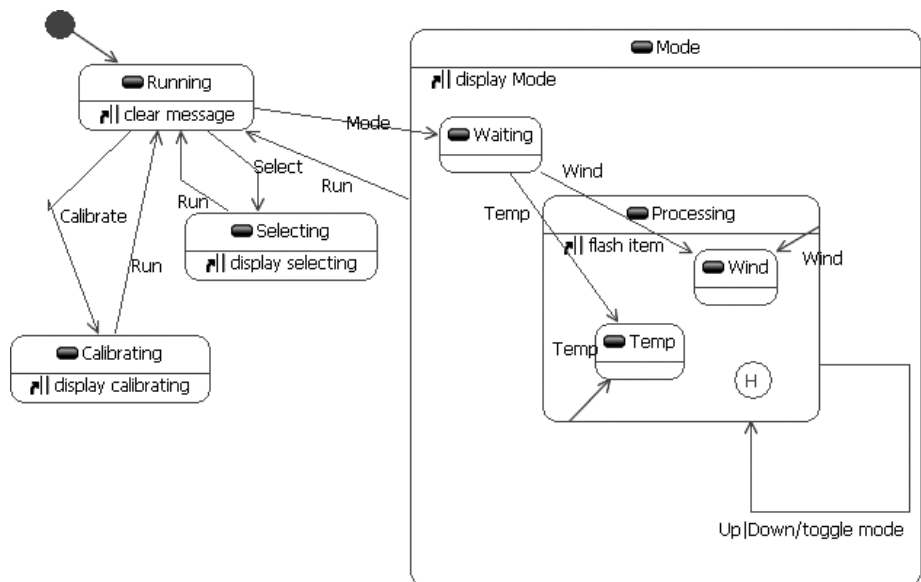 Mode
Running
display Mode
clear message
Mode
Waiting
Select
Wind
Run
Run
Calibrate
Temp
Processing
Selecting
flash item
Wind
Wind
display selecting
Run
Temp
Temp
Calibrating
H
display calibrating
Up|Down/toggle mode